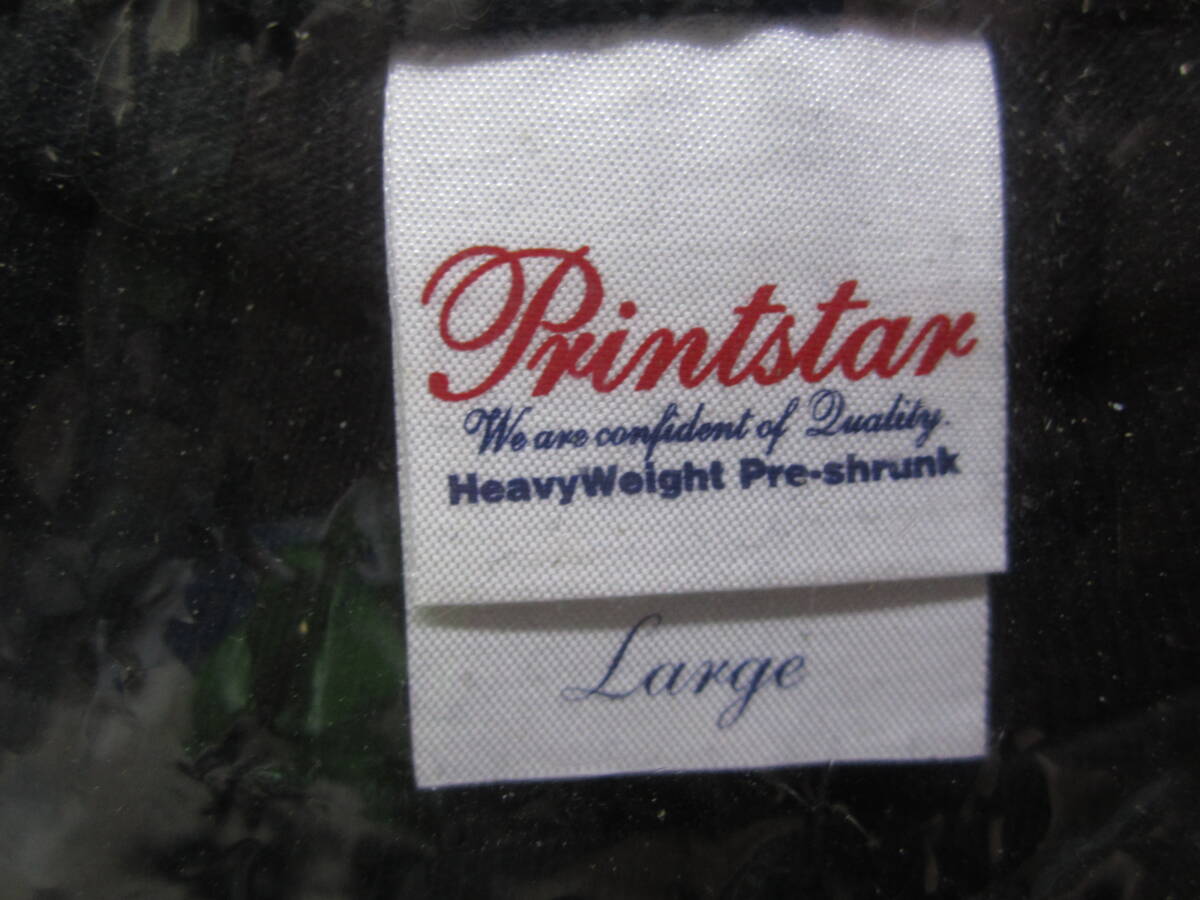 Printstar
We are confident of Quality.
HeavyWeight Pre-shrunk
Large